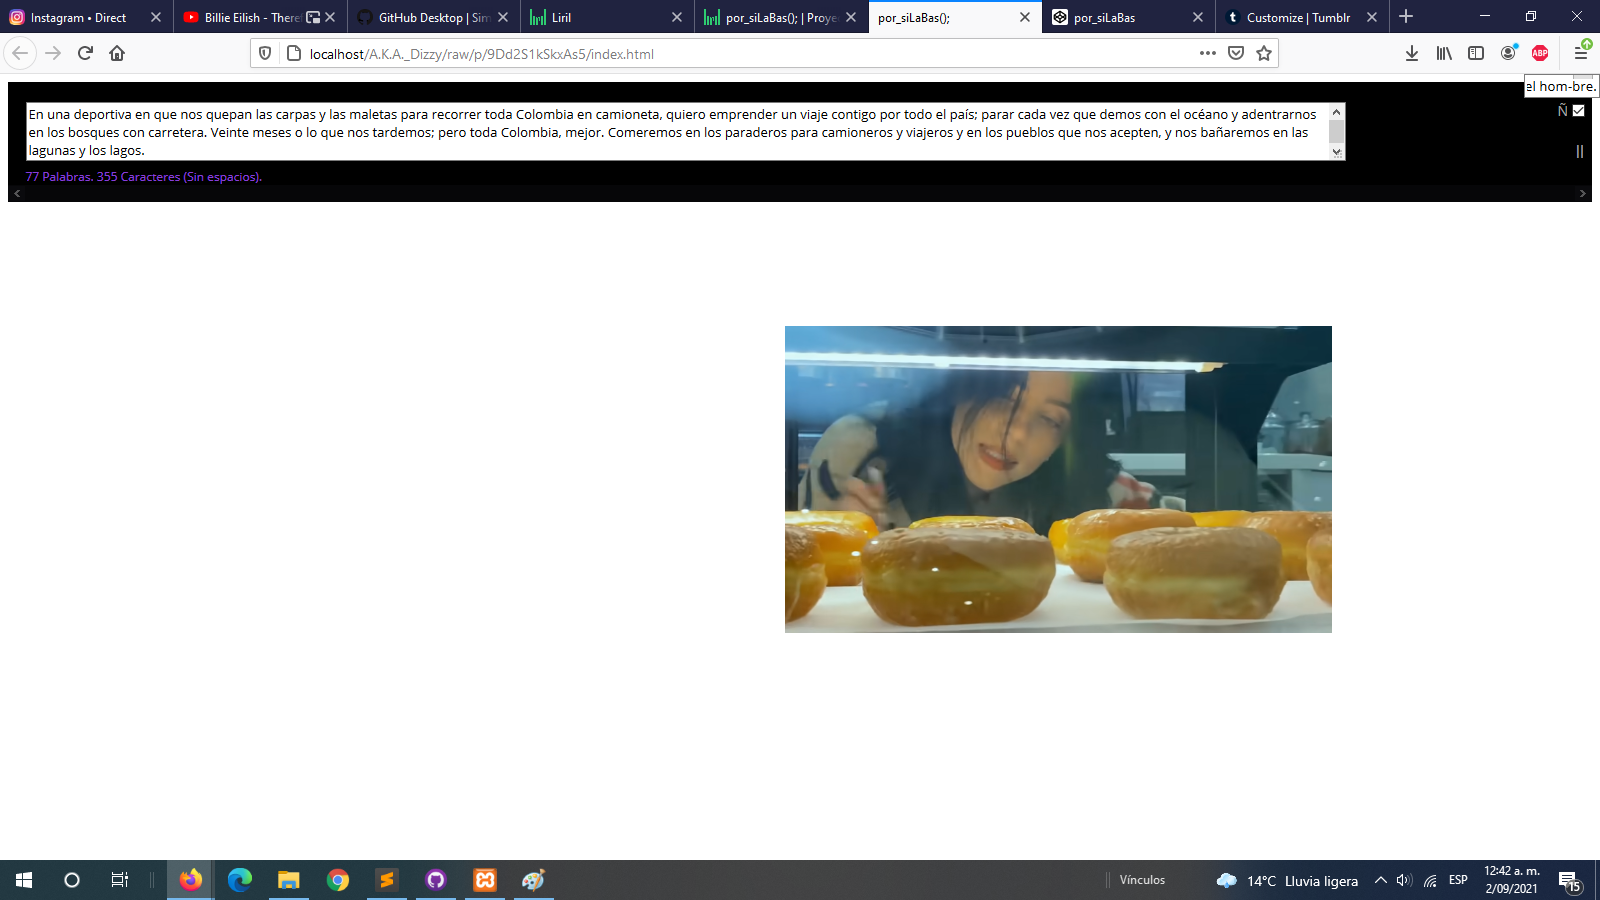 Instagram • Direct
Billie Eilish - There
GitHub Desktop | Sim
Liril
por_siLaBas(); | Proye
por_siLaBas();
por_siLaBas
Customize | Tumblr
localhost/A.K.A._Dizzy/raw/p/9Dd2S1kSkxAs5/index.html
ABP
el hom-bre.
En una deportiva en que nos quepan las carpas y las maletas para recorrer toda Colombia en camioneta, quiero emprender un viaje contigo por todo el país; parar cada vez que demos con el océano y adentrarnos
en los bosques con carretera. Veinte meses o lo que nos tardemos; pero toda Colombia, mejor. Comeremos en los paraderos para camioneros y viajeros y en los pueblos que nos acepten, y nos bañaremos en las
lagunas y los lagos.
Ñ
77 Palabras. 355 Caracteres (Sin espacios).
Vínculos
14°C Lluvia ligera
ESP
12:42 a. m.
2/09/2021
15